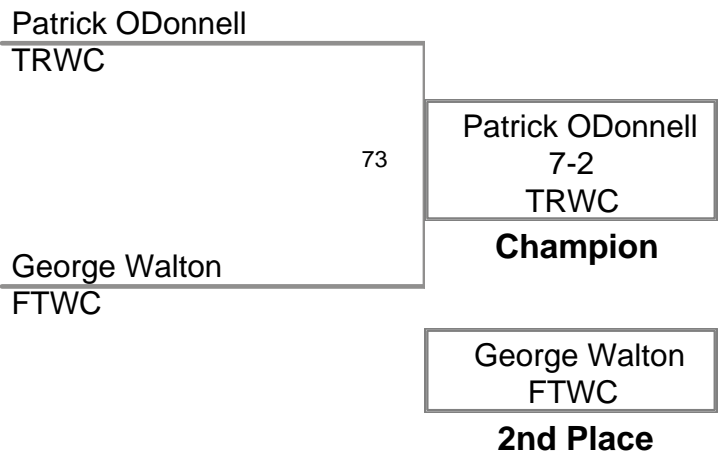 Patrick ODonnell
TRWC
73
Patrick ODonnell
7-2
TRWC
Champion
George Walton
FTWC
George Walton
FTWC
2nd Place